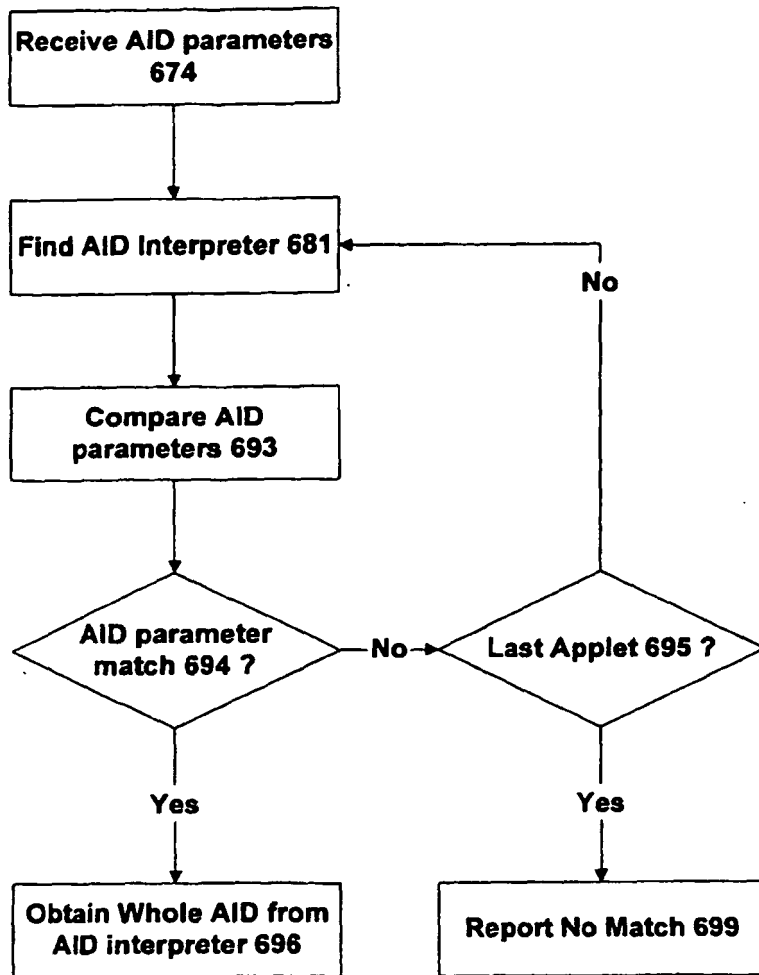 Receive AID parameters
674
Find AID Interpreter 681
No
Compare AID
parameters 693
AID parameter
match 694 ?
No
Last Applet 695 ?
Yes
Yes
Obtain Whole AID from
AID interpreter 696
Report No Match 699